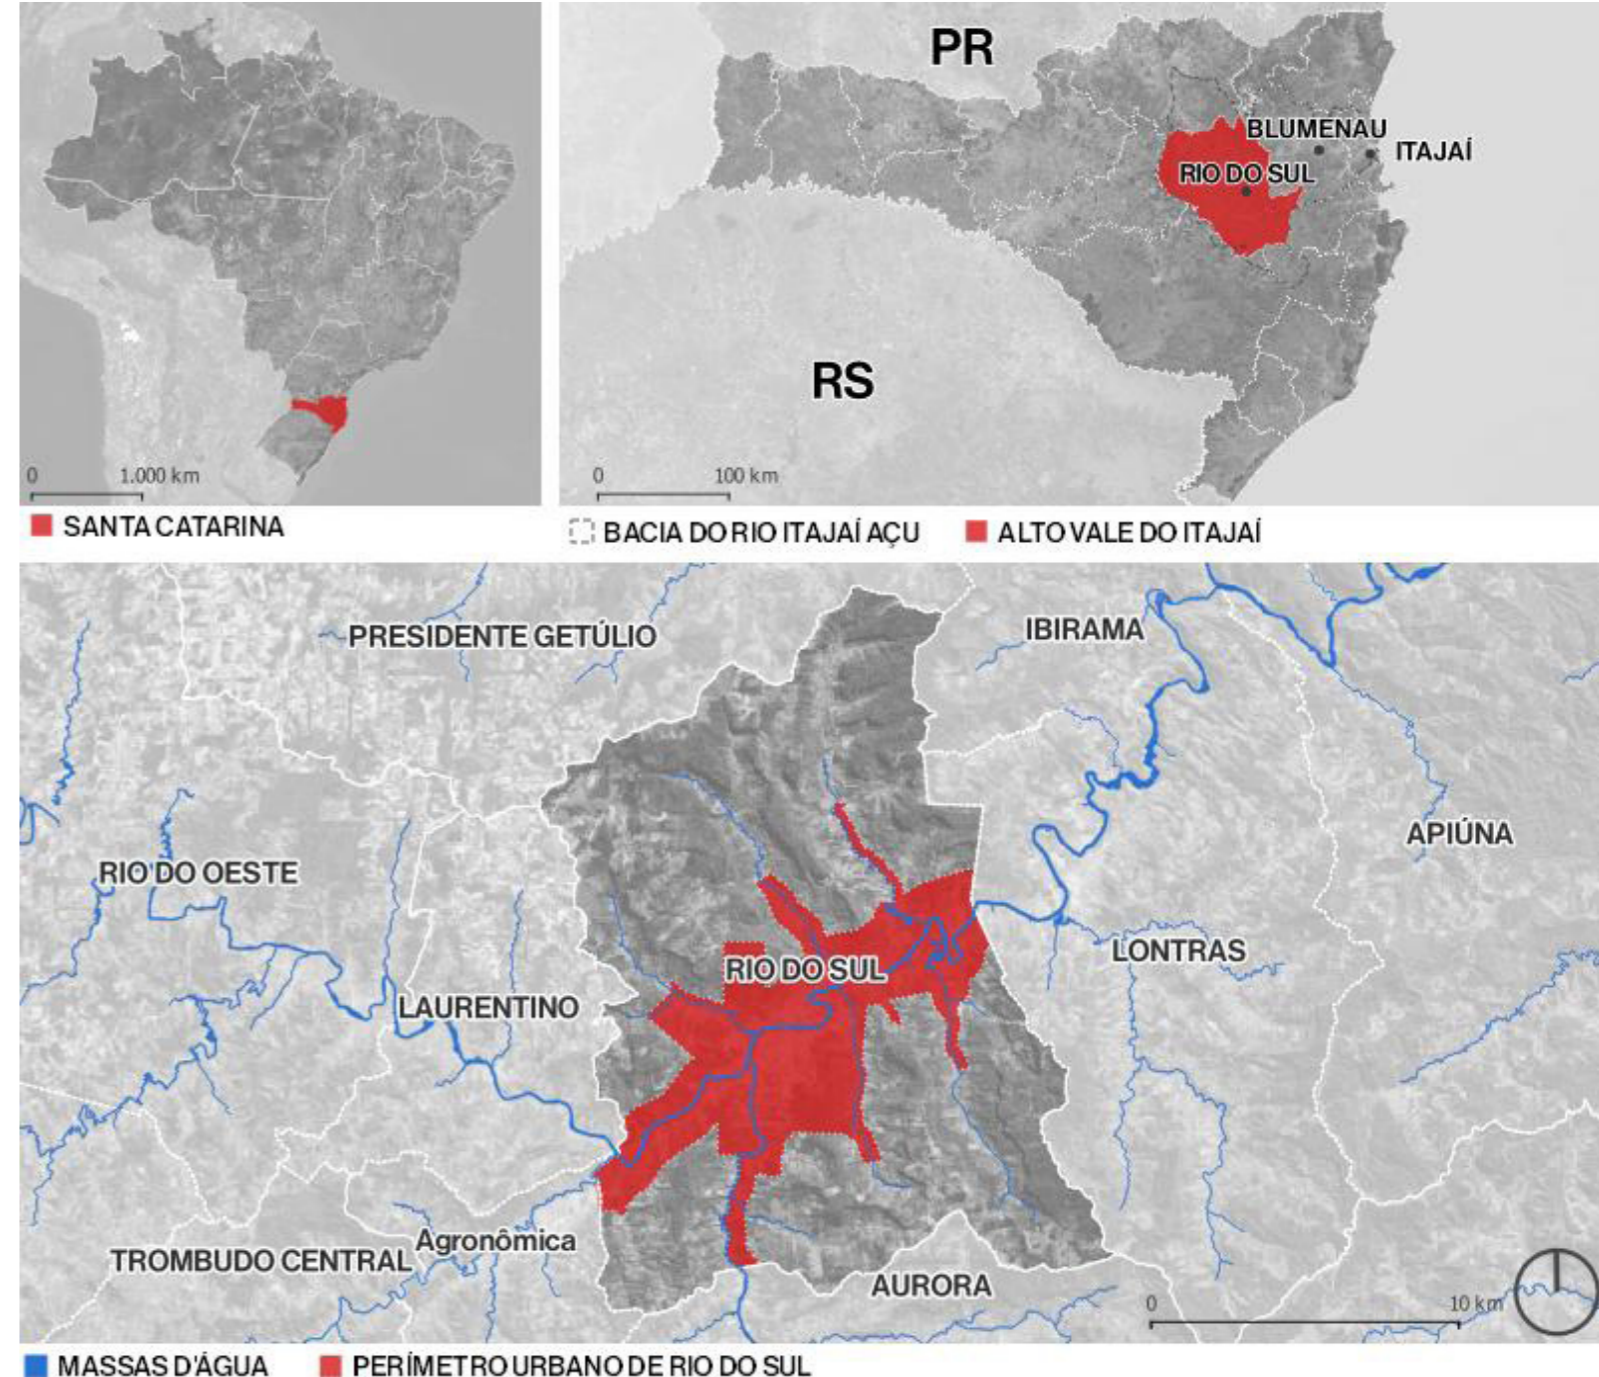 PR
BLUMENAU
ITAJAÍ
RIO DO SUL
RS
0 1.000 km
0 100 km
SANTA CATARINA
BACIA DO RIO ITAJAÍ AÇU
ALTO VALE DO ITAJAÍ
PRESIDENTE GETÚLIO
IBIRAMA
APIÚNA
RIO DO OESTE
LONTRAS
RIO DO SUL
LAURENTINO
Agronômica
TROMBUDO CENTRAL
AURORA
0 10 km
MASSAS D'ÁGUA
PERÍMETRO URBANO DE RIO DO SUL